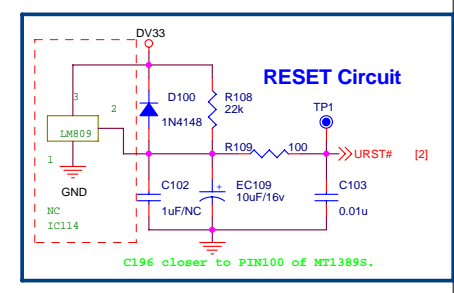 DV33
RESET Circuit
3
D100
R108
22k
TP1
2
LM809
1N4148
R109
100
URST#
[2]
1
GND
C102
EC109
10uF/16v
C103
1uF/NC
0.01u
NC
IC114
+
C196 closer to PIN100 of MT1389S.